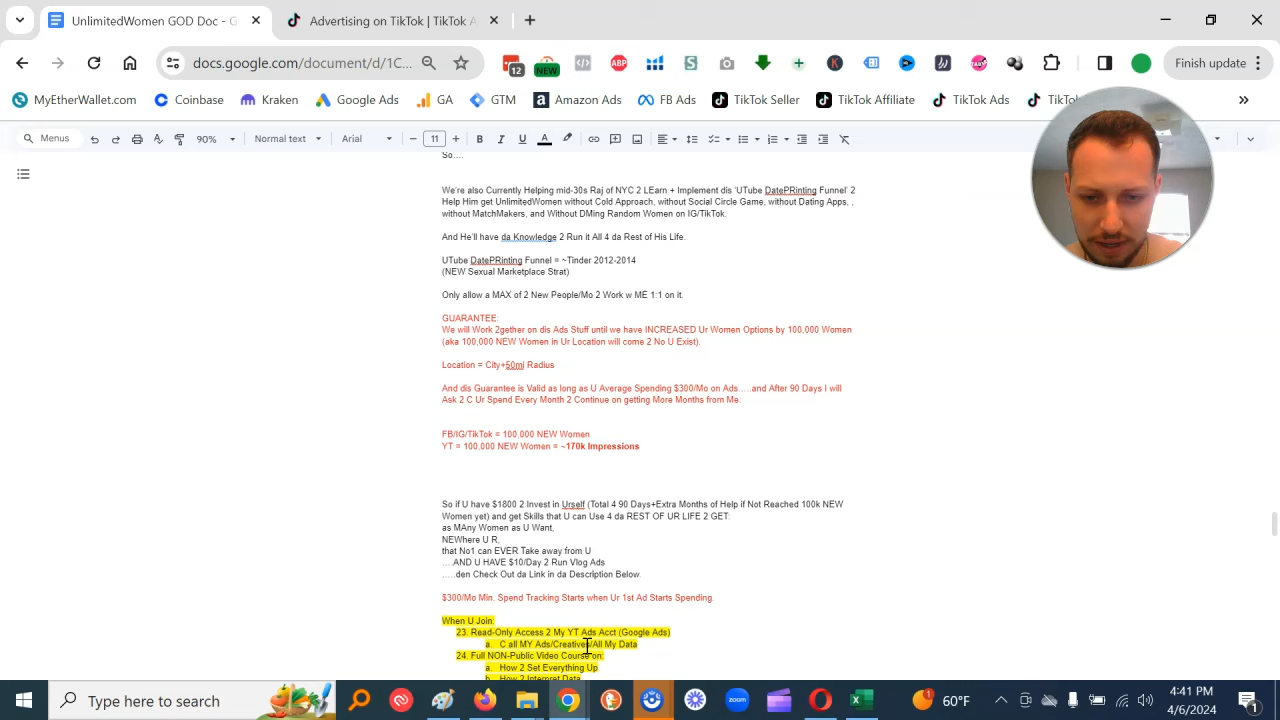 UnlimitedWomen GOD Doc - G
Advertising on TikTok | TikTok A
docs.google.com/document/d/1C...
12
NEW
ABP
Finish update
MyEtherWallet.com
Coinbase
Kraken
Google Ads
GA
GTM
Amazon Ads
FB Ads
TikTok Seller
TikTok Affiliate
TikTok Ads
Menus
90%
Normal text
Arial
11
So….
We're also Currently Helping mid-30s Raj of NYC 2 LEarn + Implement dis 'UTube DatePRinting Funnel' 2
Help Him get UnlimitedWomen without Cold Approach, without Social Circle Game, without Dating Apps, ,
without MatchMakers, and Without DMing Random Women on IG/TikTok.
And He'll have da Knowledge 2 Run it All 4 da Rest of His Life.
UTube DatePRinting Funnel = ~Tinder 2012-2014
(NEW Sexual Marketplace Strat)
Only allow a MAX of 2 New People/Mo 2 Work w ME 1:1 on it.
GUARANTEE:
We will Work 2gether on dis Ads Stuff until we have INCREASED Ur Women Options by 100,000 Women
(aka 100,000 NEW Women in Ur Location will come 2 No U Exist).
Location = City+50mi Radius
And dis Guarantee is Valid as long as U Average Spending $300/Mo on Ads…..and After 90 Days I will
Ask 2 C Ur Spend Every Month 2 Continue on getting More Months from Me.
FB/IG/TikTok = 100,000 NEW Women
YT = 100,000 NEW Women = ~170k Impressions
So if U have $1800 2 Invest in Urself (Total 4 90 Days+Extra Months of Help if Not Reached 100k NEW
Women yet) and get Skills that U can Use 4 da REST OF UR LIFE 2 GET:
as MAny Women as U Want,
NEWhere U R,
that No1 can EVER Take away from U
….AND U HAVE $10/Day 2 Run Vlog Ads
…..den Check Out da Link in da Description Below.
$300/Mo Min. Spend Tracking Starts when Ur 1st Ad Starts Spending.
When U Join:
23. Read-Only Access 2 My YT Ads Acct (Google Ads)
a. C all MY Ads/Creatives/All My Data
24. Full NON-Public Video Course on:
a. How 2 Set Everything Up
b. How 2 Interpret Data
Type here to search
zoom
60°F
4:41 PM
4/6/2024